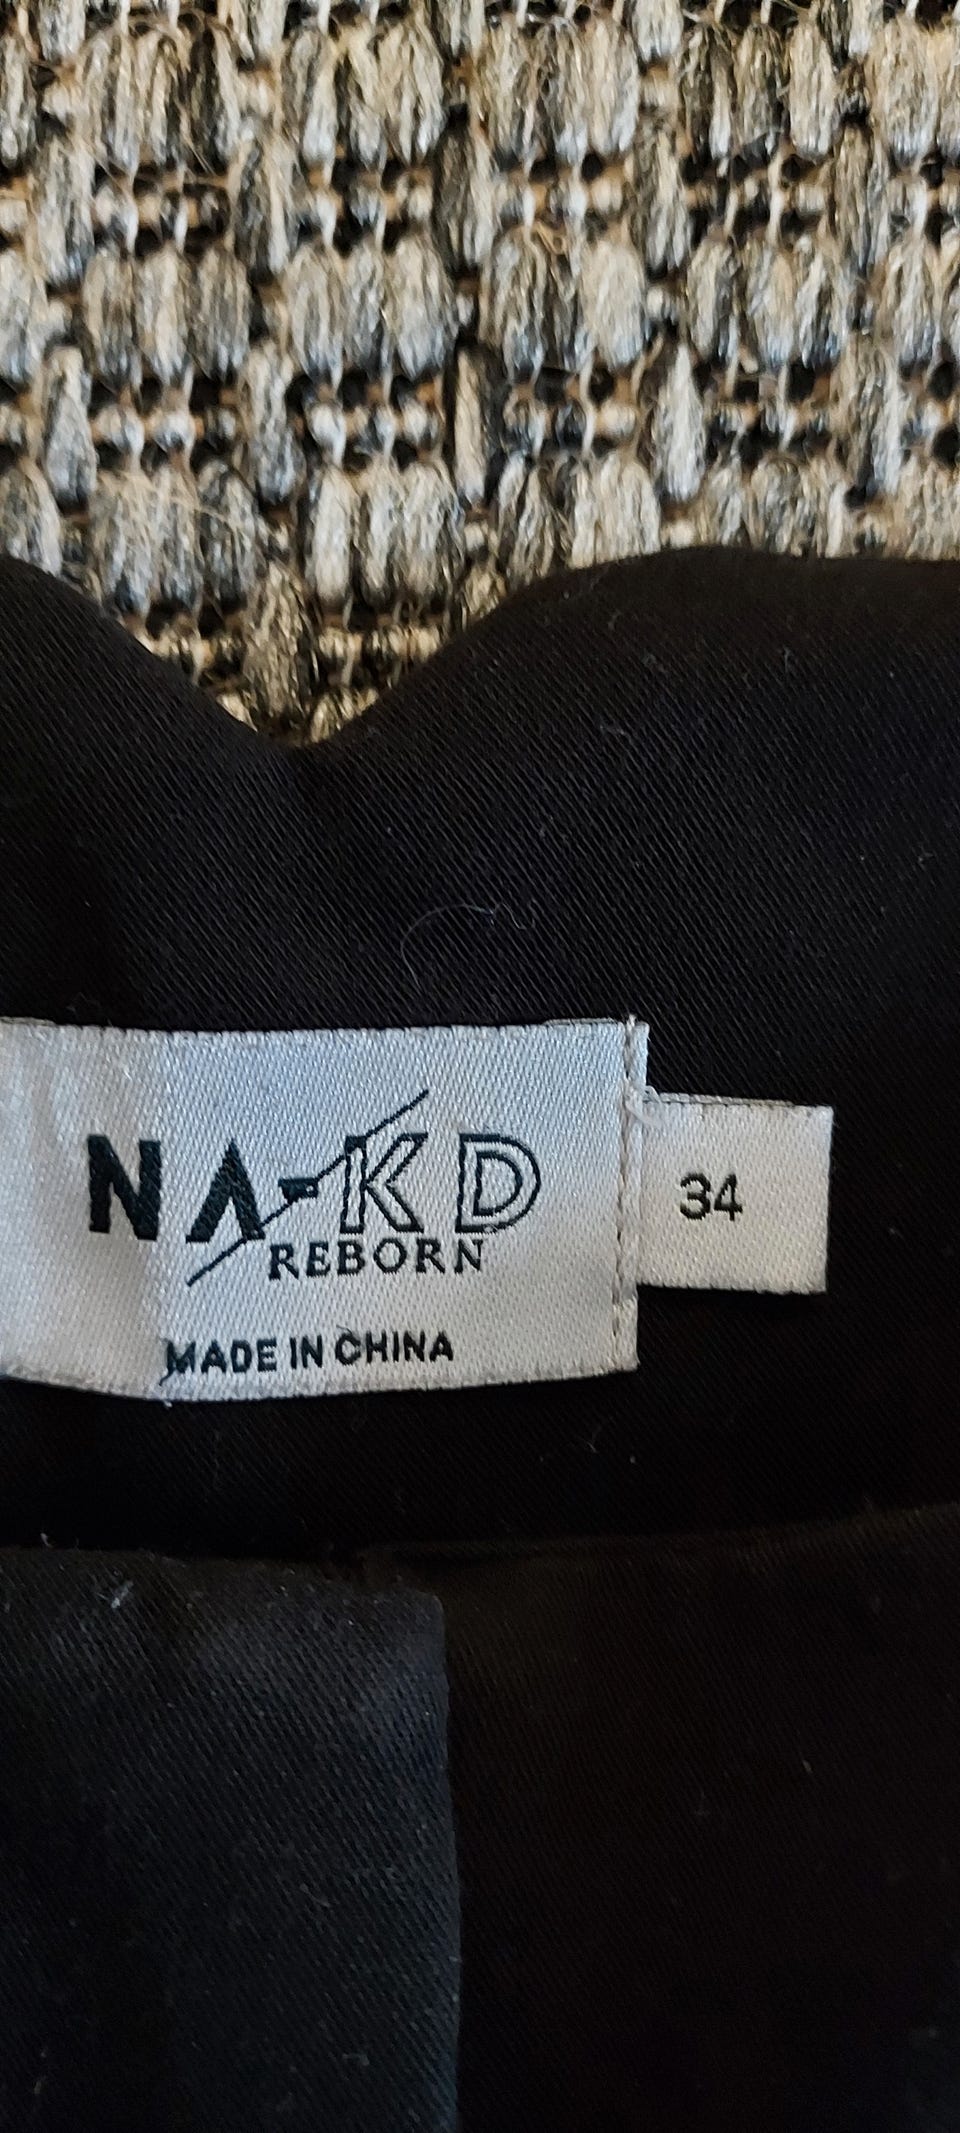 NA-KD
REBORN
MADE IN CHINA
34